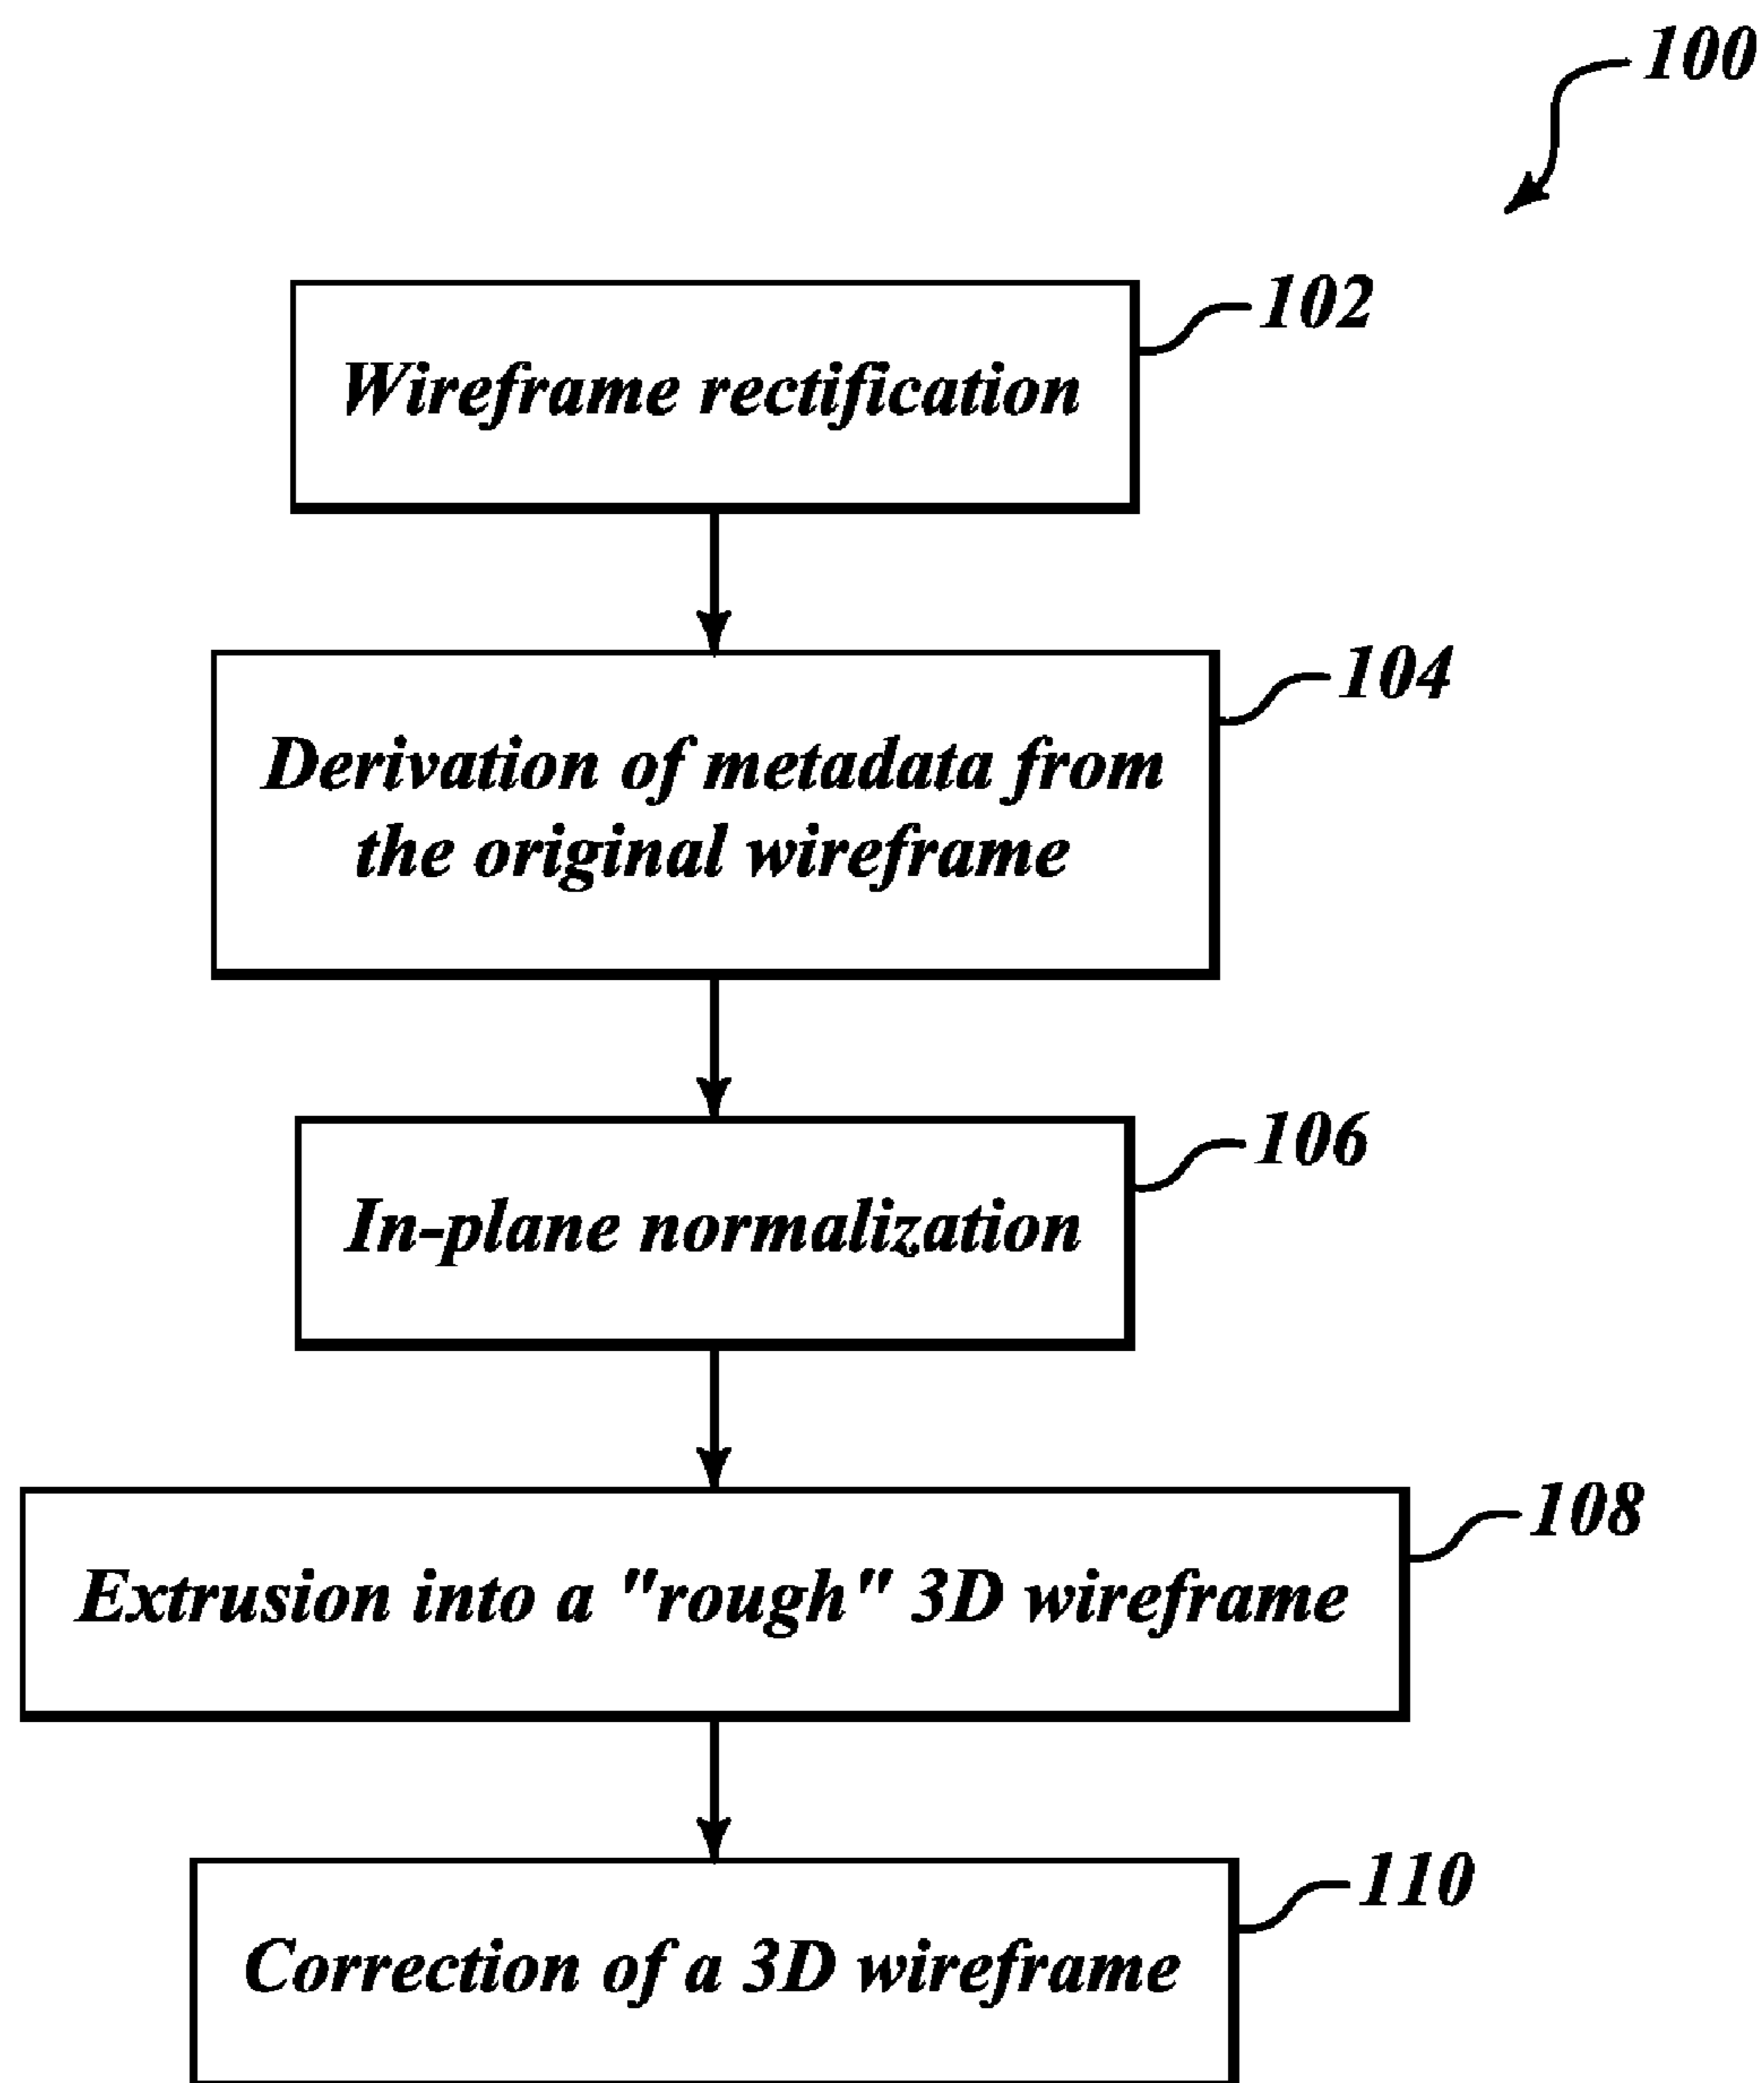 100
102
Wireframe rectification
104
Derivation of metadata from
the original wireframe
106
In-plane normalization
108
Extrusion into a "rough" 3D wireframe
110
Correction of a 3D wireframe